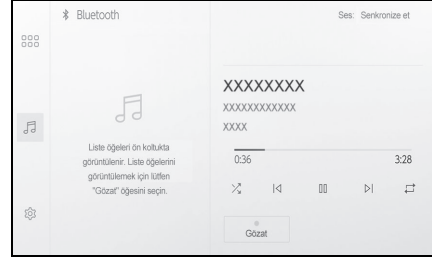 Bluetooth
Ses: Senkronize et
XXXXXXXX
XXXXXXXXXXXX
XXXX
Liste öğeleri ön koltukta
görüntülenir. Liste öğelerini
görüntülemek için lütfen
"Gözat" öğesini seçin.
0:36
3:28
Gözat